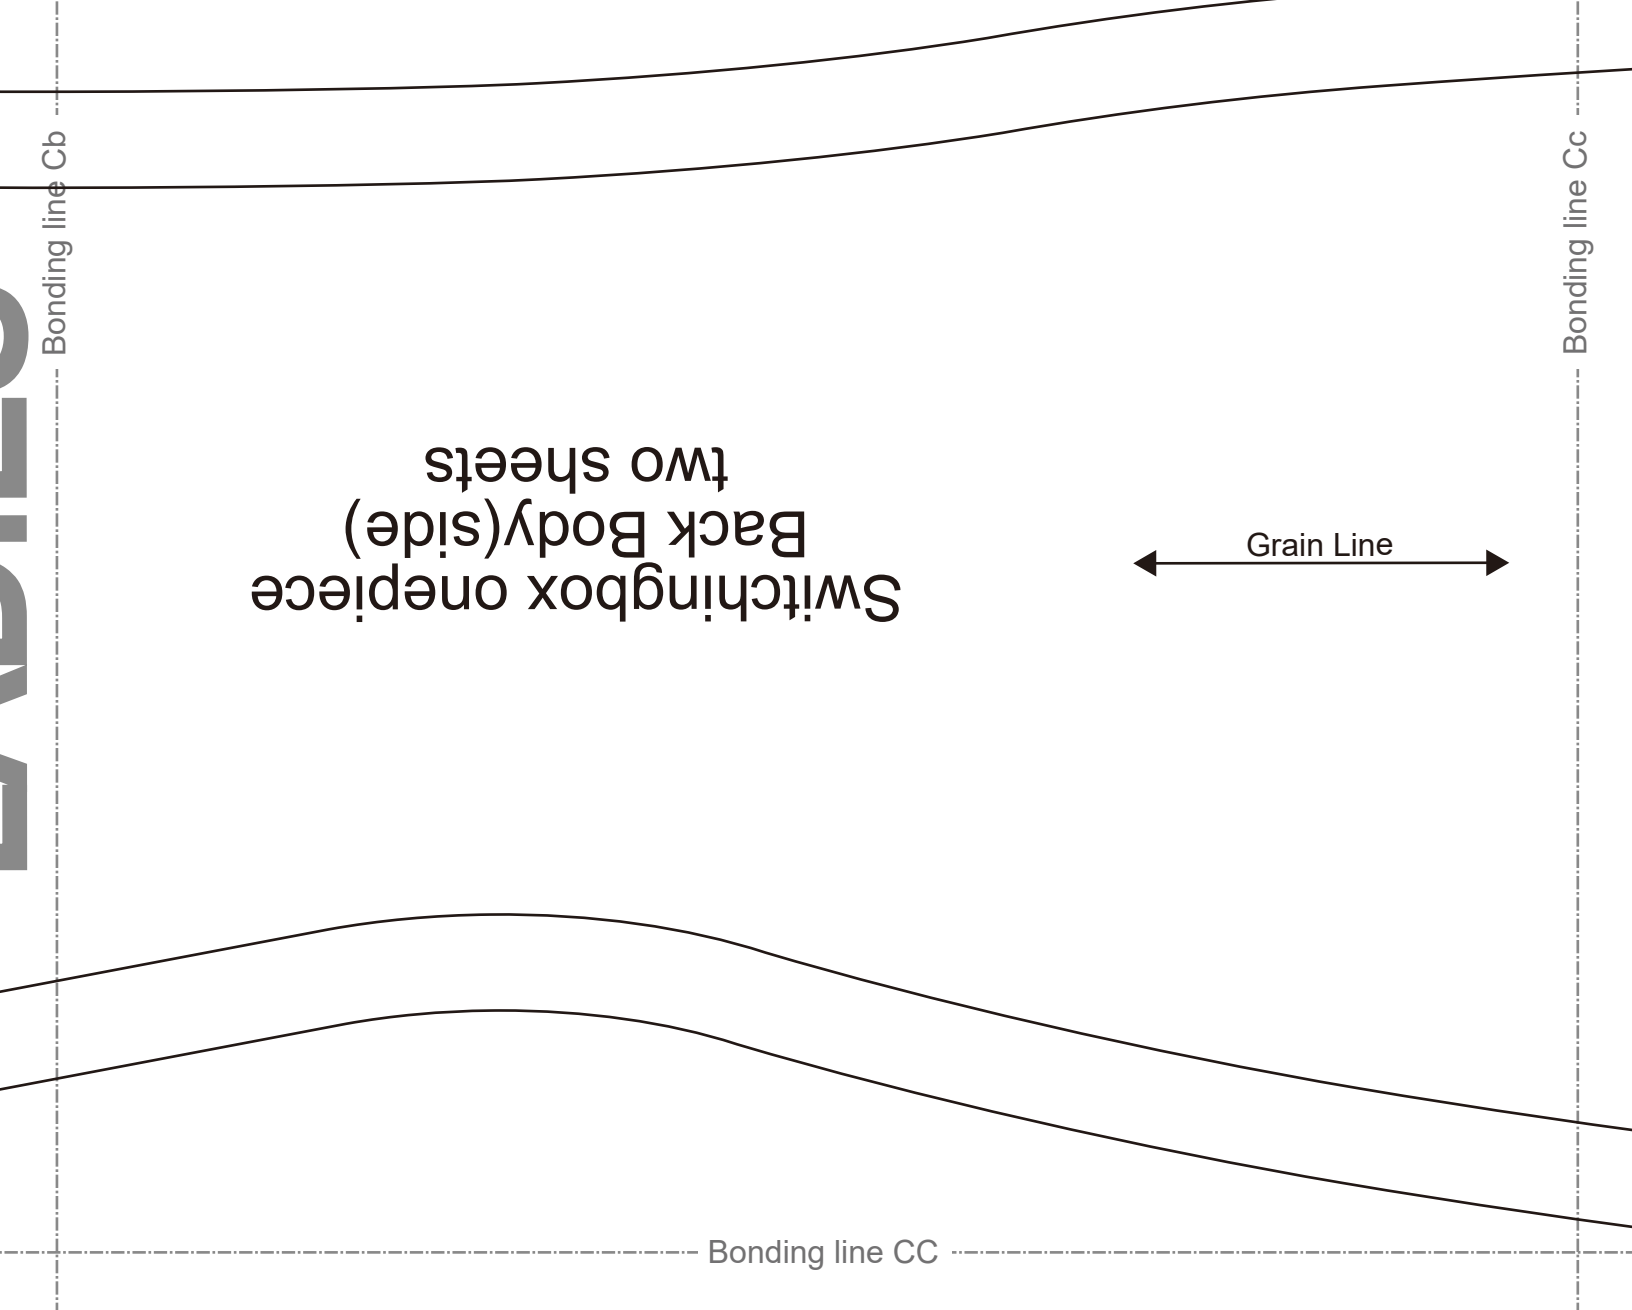 Bonding line Cb
Bonding line Cc
Switchingbox onepiece
Back Body(side)
two sheets
Grain Line
Bonding line CC